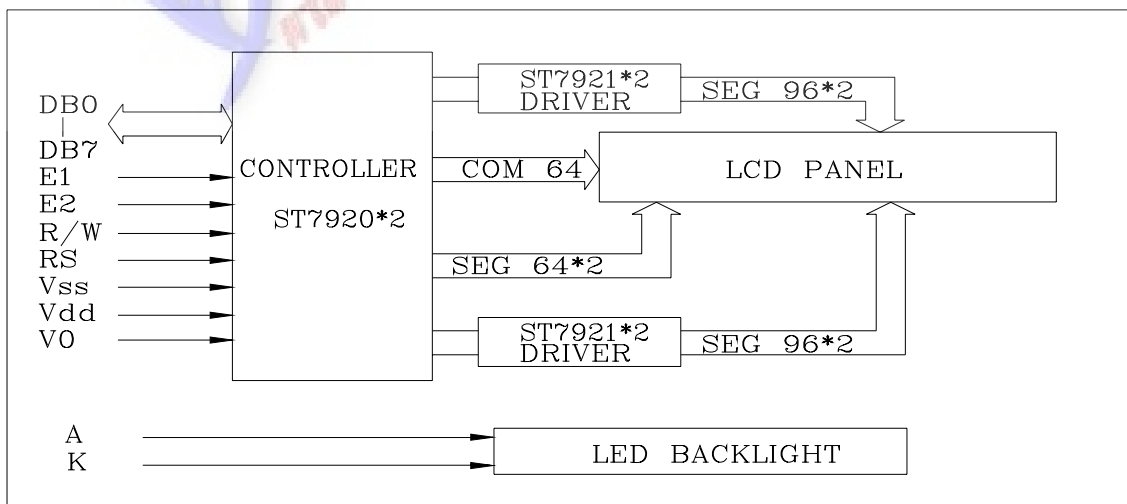 DB0
DB7
E1
E2
R/W
RS
Vss
Vdd
V0
CONTROLLER
ST7920*2
ST7921*2
DRIVER
SEG 96*2
COM 64
LCD PANEL
SEG 64*2
ST7921*2
DRIVER
SEG 96*2
A
K
LED BACKLIGHT